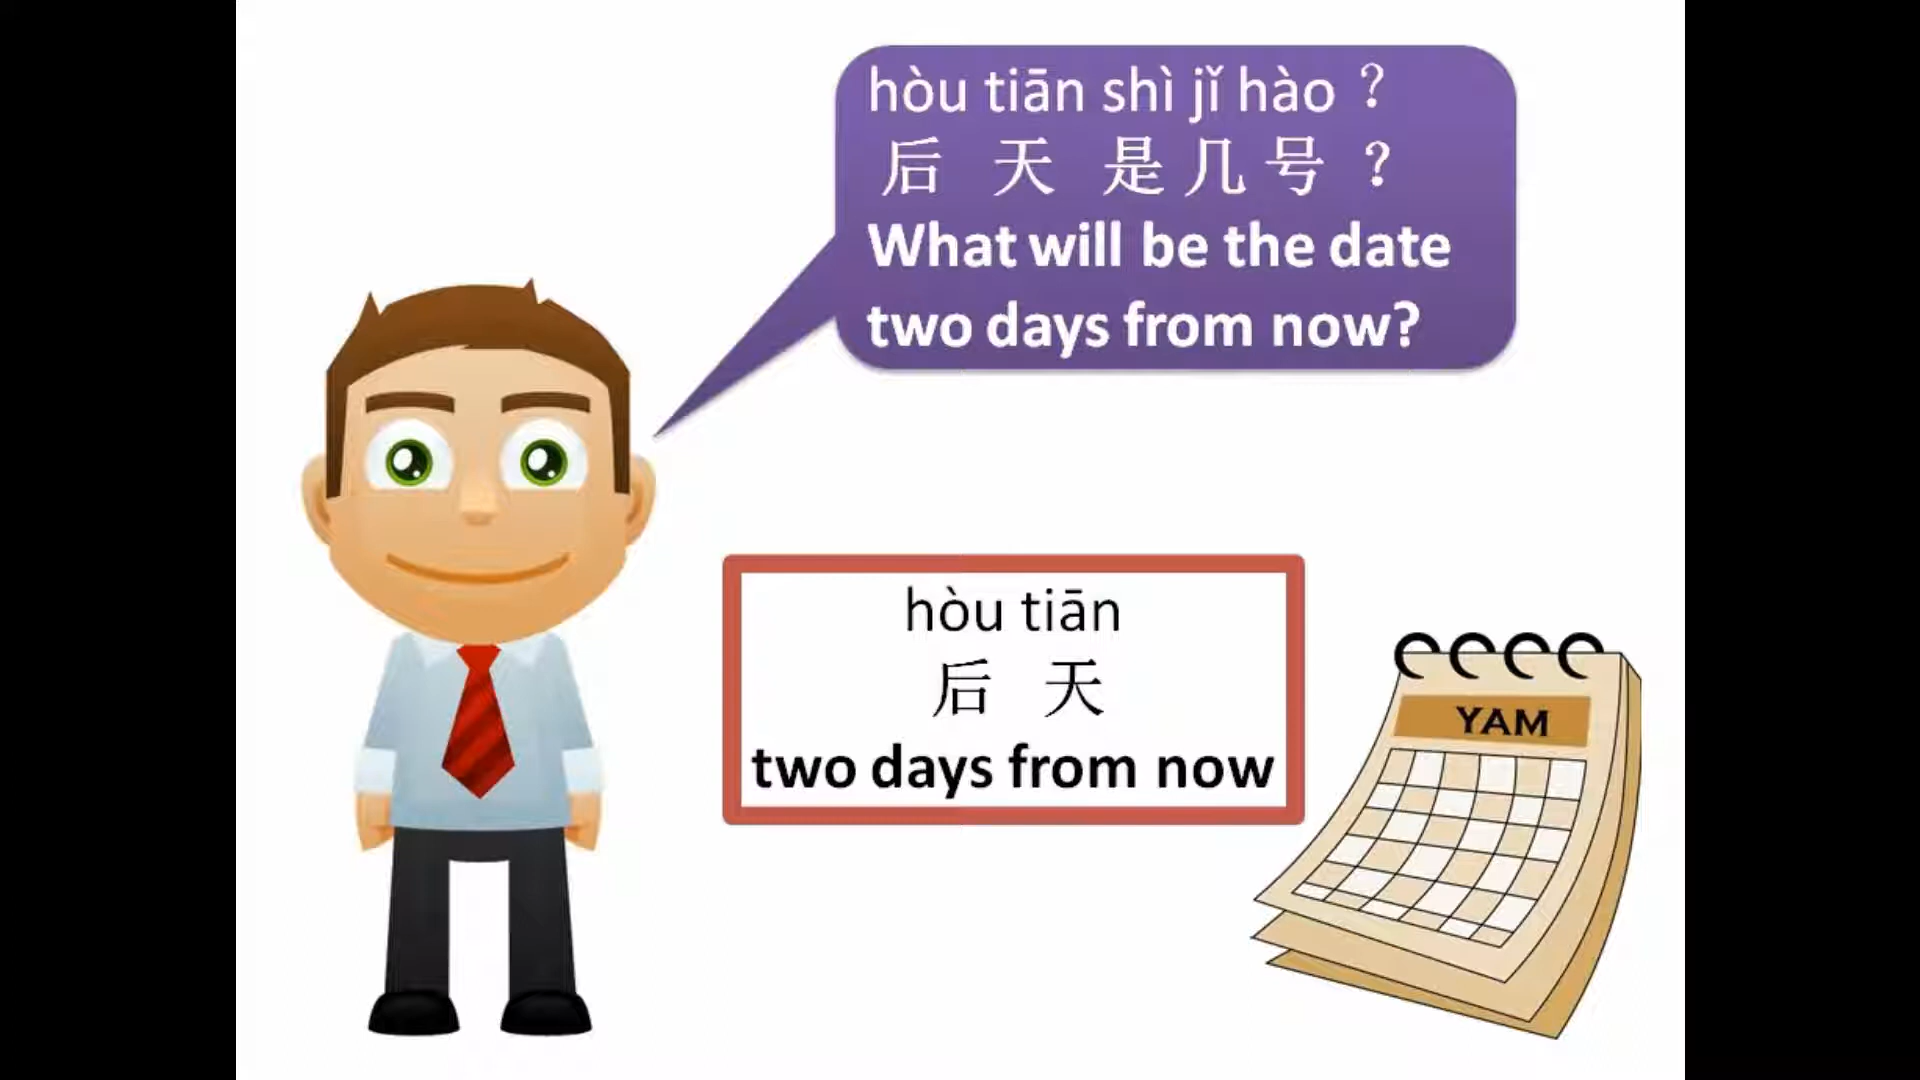 hòu tiān shì jǐ hào？
后 天 是 几 号 ？
What will be the date
two days from now?
hòu tiān
后 天
two days from now
YAM